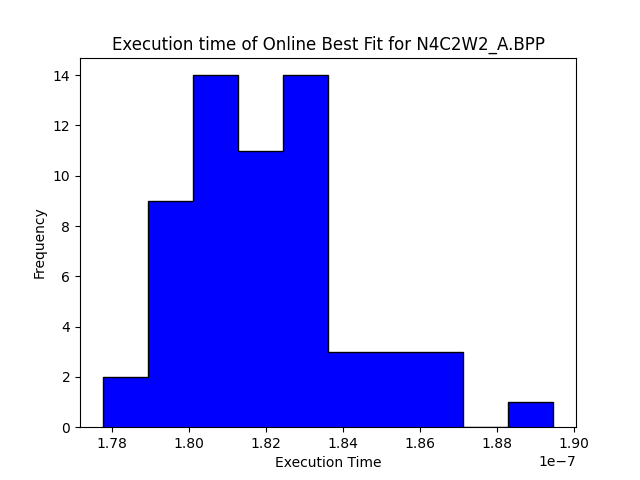 Execution time of Online Best Fit for N4C2W2_A.BPP
14
12
10
8
6
4
2
0
Frequency
1.78 1.80 1.82 1.84 1.86 1.88 1.90
1e−7
Execution Time